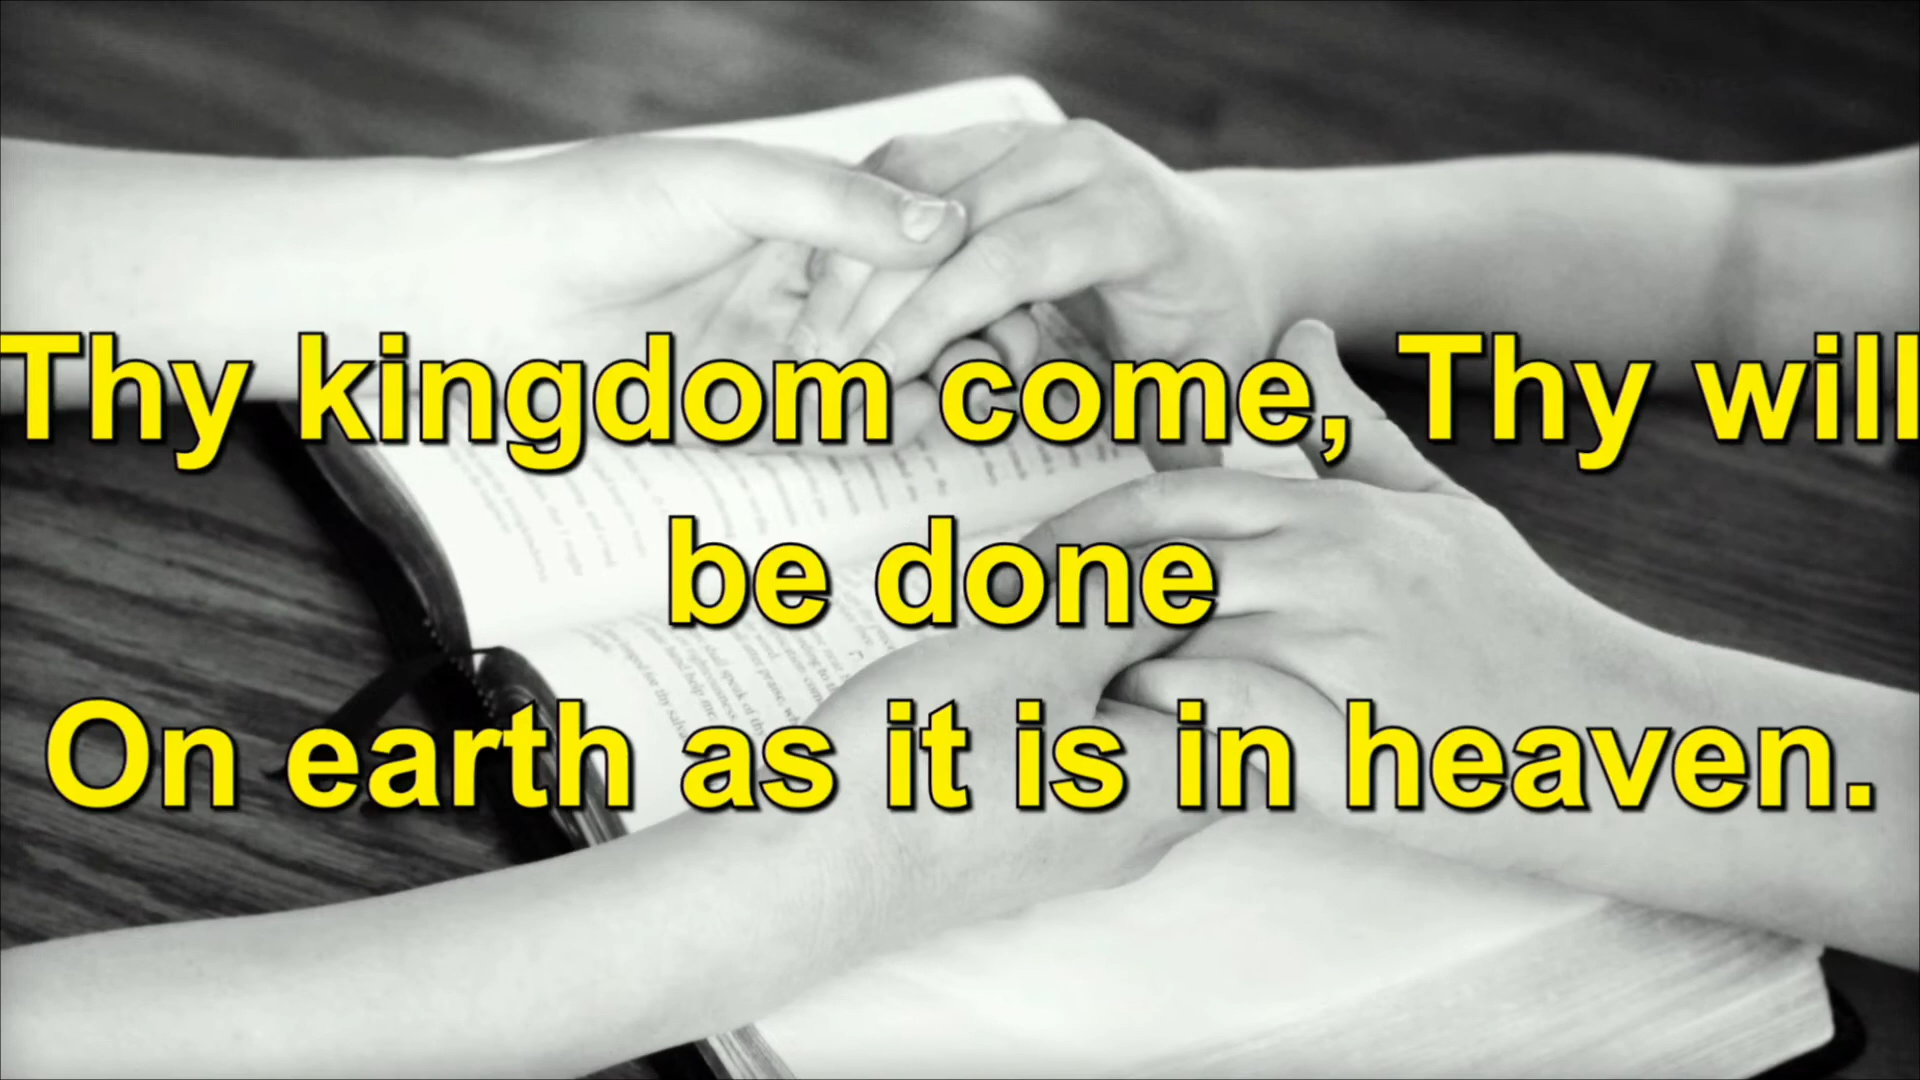 Thy kingdom come, Thy will
be done
On earth as it is in heaven.